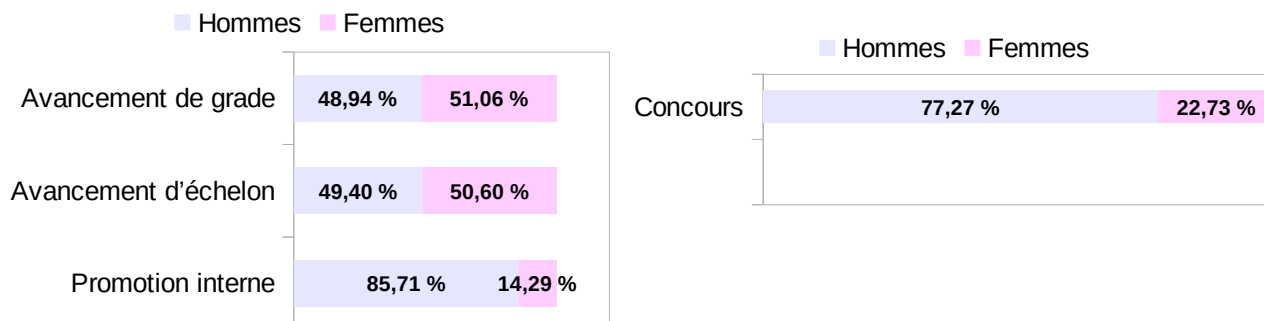 Hommes Femmes
Avancement de grade 48,94 % 51,06 %
Avancement d’échelon 49,40 % 50,60 %
Promotion interne 85,71 % 14,29 %
Hommes Femmes
Concours 77,27 % 22,73 %